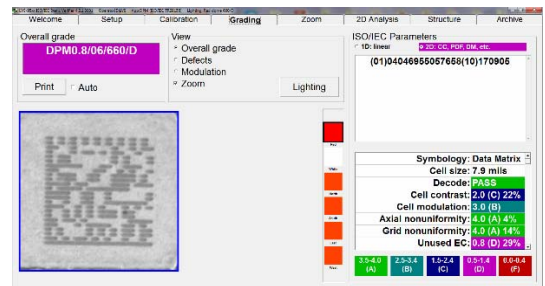 Welcome Setup Calibration Grading Zoom 2D Analysis Structure Archive
Overall grade
DPM0.8/06/660/D
Print Auto
View
Overall grade
Defects
Modulation
Zoom
Lighting
ISO/IEC Parameters
1D: linear 2D: CC, PDF, DM, etc.
(01)04046955057658(10)170905
Symbology: Data Matrix
Cell size: 7.9 mils
Decode: PASS
Cell contrast: 2.0 (C) 22%
Cell modulation: 3.0 (B)
Axial nonuniformity: 4.0 (A) 4%
Grid nonuniformity: 4.0 (A) 14%
Unused EC: 0.8 (D) 29%
3.5-4.0 2.5-3.4 1.5-2.4 0.5-1.4 0.0-0.4
(A) (B) (C) (D) (F)